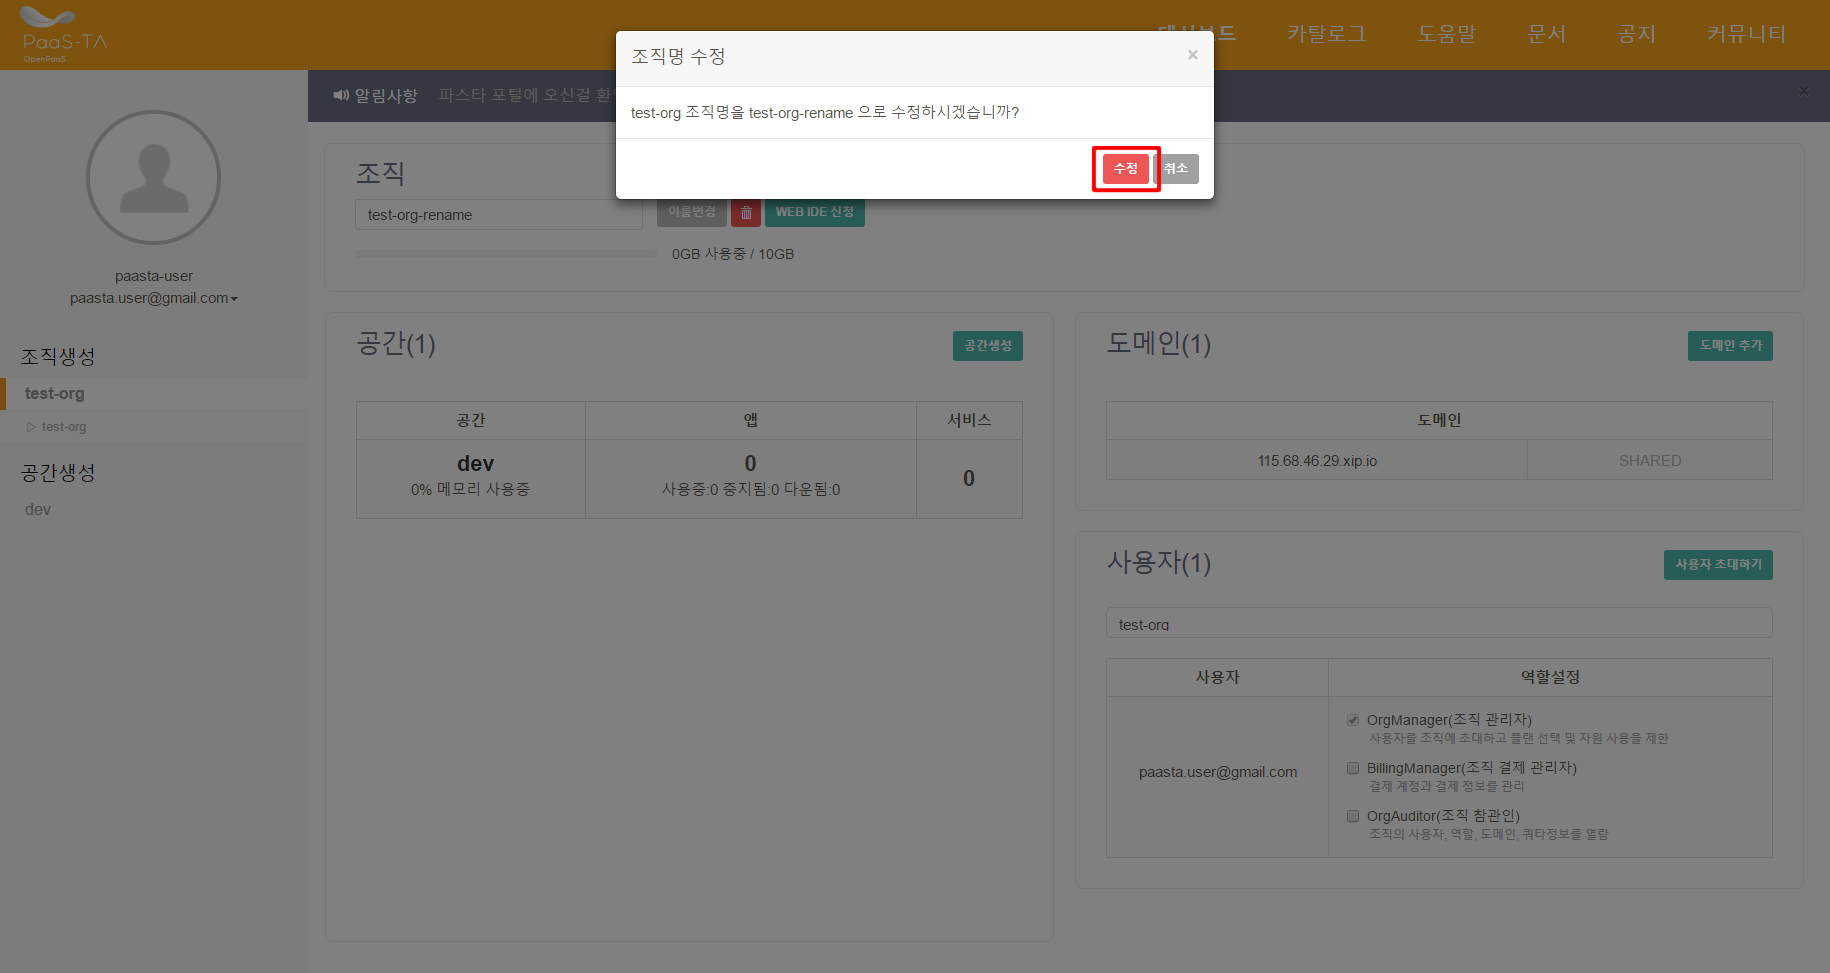 PaaS-TA
OpenPaaS
카탈로그
도움말
문서
공지
커뮤니티
조직명 수정
×
test-org 조직명을 test-org-rename 으로 수정하시겠습니까?
수정
취소
알림사항
파스타 포털에 오신걸
×
paasta-user
paasta.user@gmail.com
조직생성
test-org
test-org
공간생성
dev
조직
test-org-rename
이름변경
WEB IDE 신청
0GB 사용중 / 10GB
공간(1)
공간생성
공간 앱 서비스
dev 0 0
0% 메모리 사용중 사용중:0 중지됨:0 다운됨:0
도메인(1)
도메인 추가
도메인
115.68.46.29.xip.io SHARED
사용자(1)
사용자 초대하기
test-org
사용자 역할설정
paasta.user@gmail.com
OrgManager(조직 관리자)
사용자를 조직에 초대하고 플랜 선택 및 자원 사용을 제한
BillingManager(조직 결제 관리자)
결제 계정과 결제 정보를 관리
OrgAuditor(조직 참관인)
조직의 사용자, 역할, 도메인, 쿼타정보를 열람